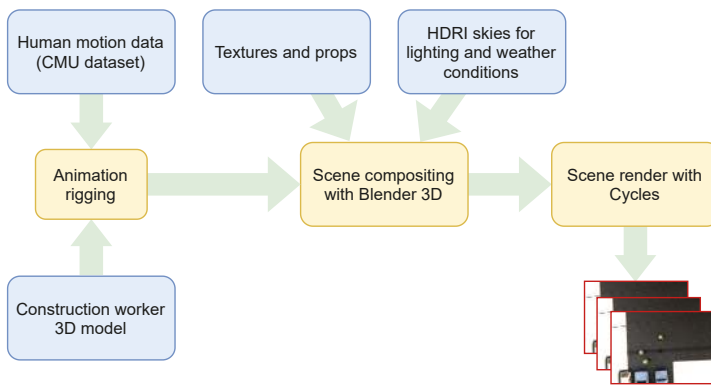 Human motion data
(CMU dataset)
Textures and props
HDRI skies for
lighting and weather
conditions
Animation
rigging
Scene compositing
with Blender 3D
Scene render with
Cycles
Construction worker
3D model